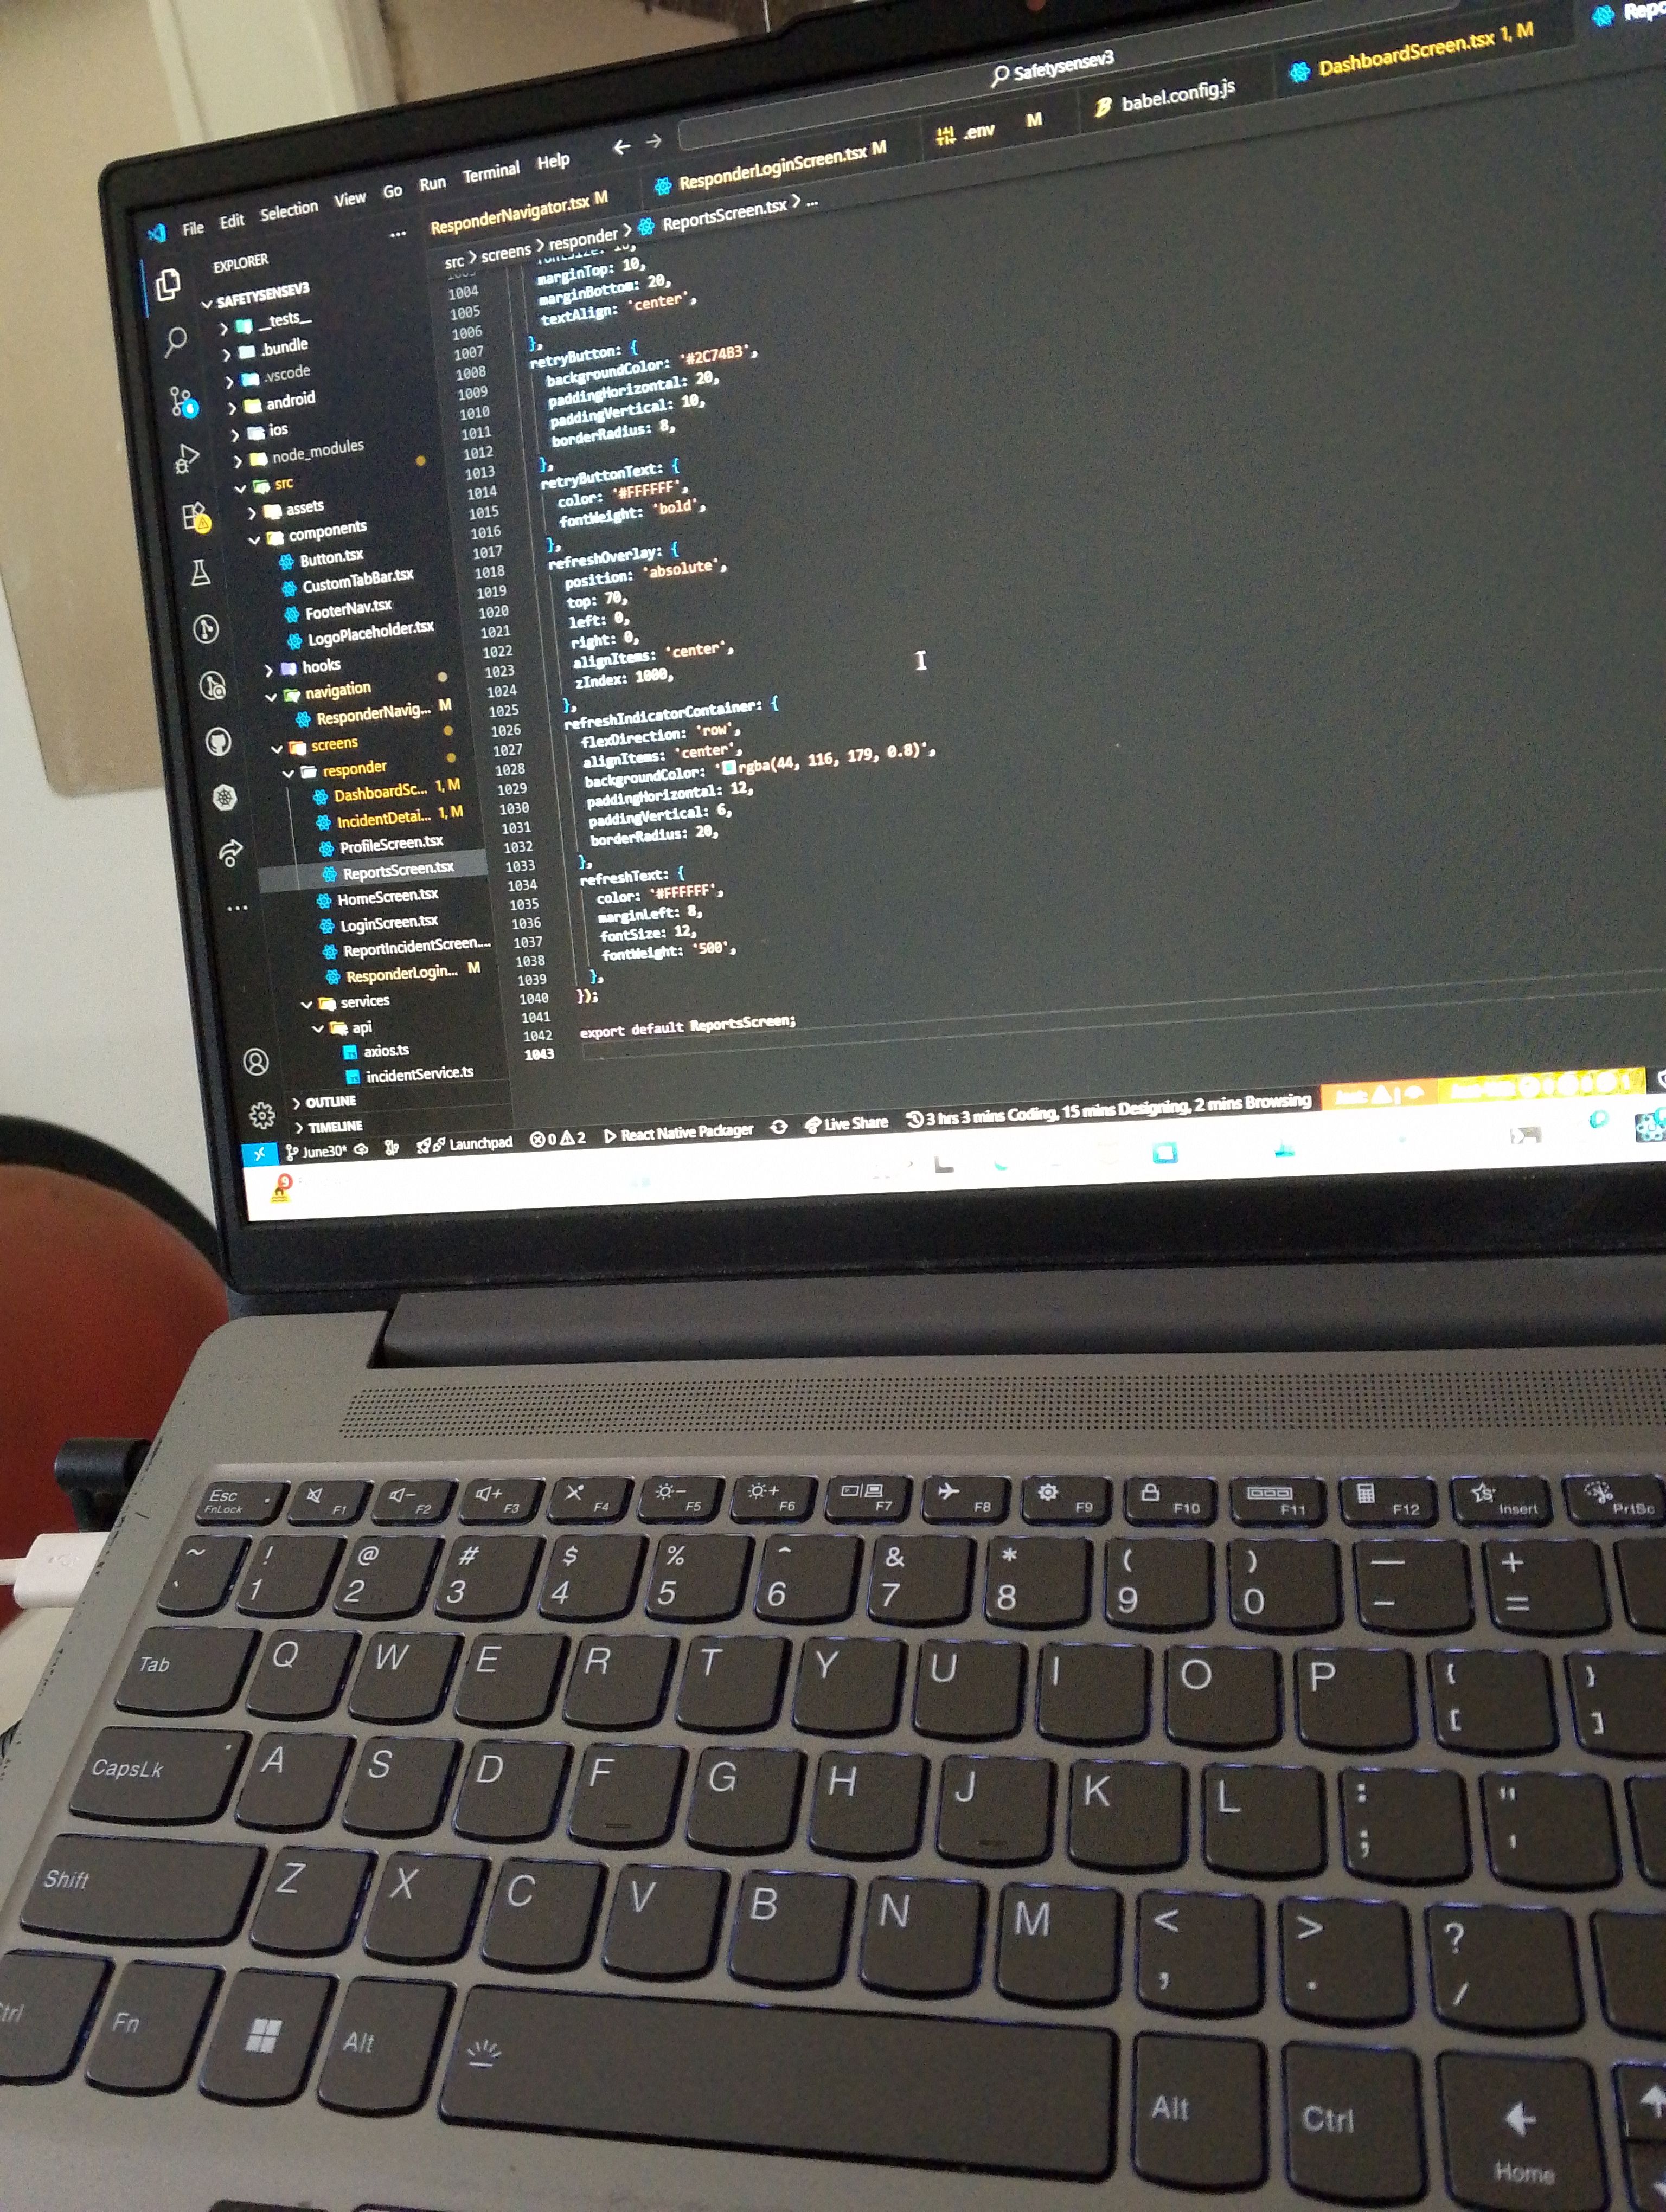 Safetysensev3
File Edit Selection View Go Run Terminal Help
ResponderNavigator.tsx M
ResponderLoginScreen.tsx M
.env M
babel.config.js
DashboardScreen.tsx 1, M
src > screens > responder > ReportsScreen.tsx > ...
EXPLORER
SAFETYSENSEV3
__tests__
.bundle
.vscode
android
ios
node_modules
src
assets
components
Button.tsx
CustomTabBar.tsx
FooterNav.tsx
LogoPlaceholder.tsx
hooks
navigation
ResponderNavig... M
screens
responder
DashboardSc... 1, M
IncidentDetai... 1, M
ProfileScreen.tsx
ReportsScreen.tsx
HomeScreen.tsx
LoginScreen.tsx
ReportIncidentScreen....
ResponderLogin... M
services
api
axios.ts
incidentService.ts
OUTLINE
TIMELINE
1004 marginTop: 10,
1005 marginBottom: 20,
1006 textAlign: 'center',
1007 },
1008 retryButton: {
1009 backgroundColor: '#2C74B3',
1010 paddingHorizontal: 20,
1011 paddingVertical: 10,
1012 borderRadius: 8,
1013 },
1014 retryButtonText: {
1015 color: '#FFFFFF',
1016 fontWeight: 'bold',
1017 },
1018 refreshOverlay: {
1019 position: 'absolute',
1020 top: 70,
1021 left: 0,
1022 right: 0,
1023 alignItems: 'center',
1024 zIndex: 1000,
1025 },
1026 refreshIndicatorContainer: {
1027 flexDirection: 'row',
1028 alignItems: 'center',
1029 backgroundColor: 'rgba(44, 116, 179, 0.8)',
1030 paddingHorizontal: 12,
1031 paddingVertical: 6,
1032 borderRadius: 20,
1033 },
1034 refreshText: {
1035 color: '#FFFFFF',
1036 marginLeft: 8,
1037 fontSize: 12,
1038 fontWeight: '500',
1039 },
1040 });
1041
1042 export default ReportsScreen;
1043
June30* Launchpad 0 2 React Native Packager Live Share 3 hrs 3 mins Coding, 15 mins Designing, 2 mins Browsing
Esc FnLock F1 F2 F3 F4 F5 F6 F7 F8 F9 F10 F11 F12 Insert PrtSc
~ ! @ # $ % ^ & * ( ) — +
` 1 2 3 4 5 6 7 8 9 0 - =
Tab Q W E R T Y U I O P { [ } ]
CapsLk A S D F G H J K L : ; " '
Shift Z X C V B N M < , > . ? /
Fn Alt Alt Ctrl Home